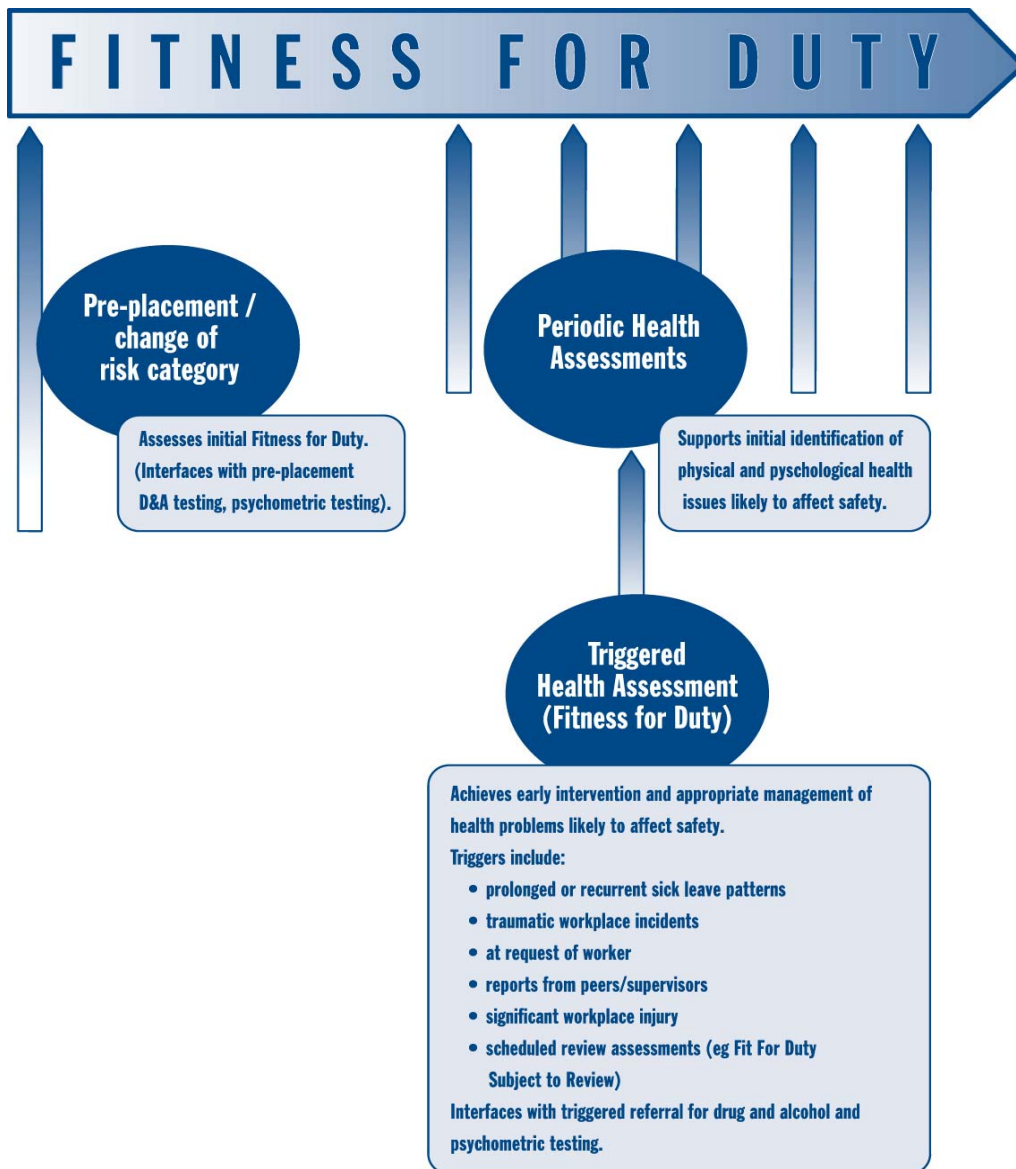 FITNESS FOR DUTY
Pre-placement /
change of
risk category
Assesses initial Fitness for Duty.
(Interfaces with pre-placement
D&A testing, psychometric testing).
Periodic Health
Assessments
Supports initial identification of
physical and pyschological health
issues likely to affect safety.
Triggered
Health Assessment
(Fitness for Duty)
Achieves early intervention and appropriate management of
health problems likely to affect safety.
Triggers include:
• prolonged or recurrent sick leave patterns
• traumatic workplace incidents
• at request of worker
• reports from peers/supervisors
• significant workplace injury
• scheduled review assessments (eg Fit For Duty
Subject to Review)
Interfaces with triggered referral for drug and alcohol and
psychometric testing.